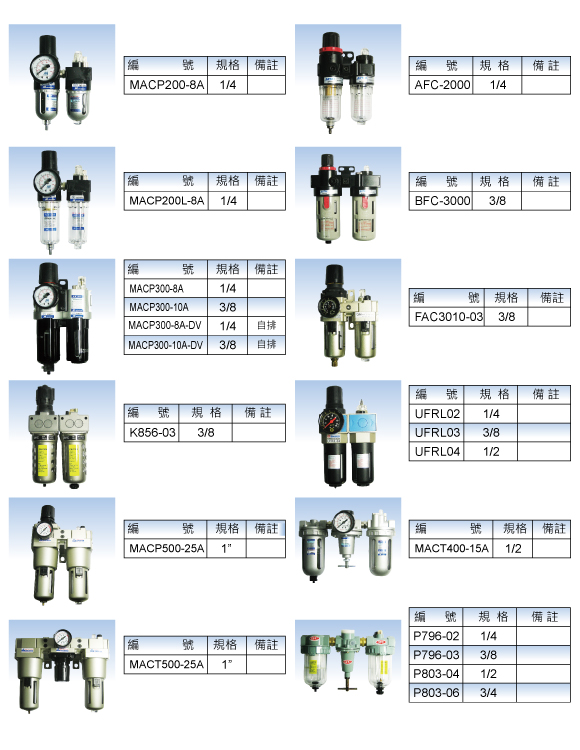 編 號 規格 備註
MACP200-8A 1/4
編 號 規格 備註
AFC-2000 1/4
編 號 規格 備註
MACP200L-8A 1/4
編 號 規格 備註
BFC-3000 3/8
編 號 規格 備註
MACP300-8A 1/4
MACP300-10A 3/8
MACP300-8A-DV 1/4 自排
MACP300-10A-DV 3/8 自排
編 號 規格 備註
FAC3010-03 3/8
編 號 規格 備註
K856-03 3/8
編 號 規格 備註
UFRL02 1/4
UFRL03 3/8
UFRL04 1/2
編 號 規格 備註
MACP500-25A 1”
編 號 規格 備註
MACT400-15A 1/2
編 號 規格 備註
MACT500-25A 1”
編 號 規格 備註
P796-02 1/4
P796-03 3/8
P803-04 1/2
P803-06 3/4